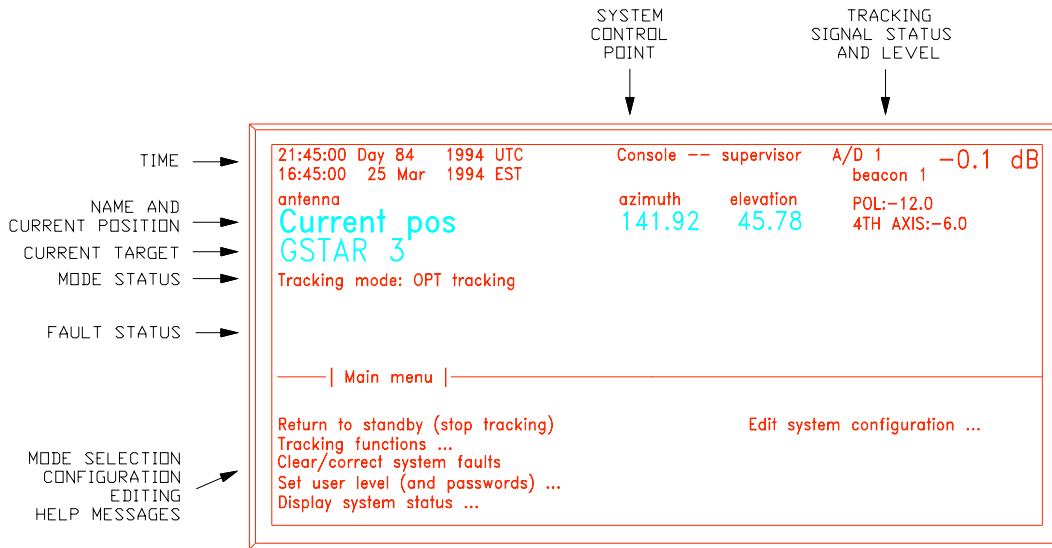 SYSTEM
CONTROL
POINT
TRACKING
SIGNAL STATUS
AND LEVEL
TIME
NAME AND
CURRENT POSITION
CURRENT TARGET
MODE STATUS
FAULT STATUS
MODE SELECTION
CONFIGURATION
EDITING
HELP MESSAGES
21:45:00 Day 84 1994 UTC Console -- supervisor A/D 1 -0.1 dB
16:45:00 25 Mar 1994 EST beacon 1
antenna azimuth elevation POL:-12.0
Current pos 141.92 45.78 4TH AXIS:-6.0
GSTAR 3
Tracking mode: OPT tracking
| Main menu |
Return to standby (stop tracking) Edit system configuration ...
Tracking functions ...
Clear/correct system faults
Set user level (and passwords) ...
Display system status ...